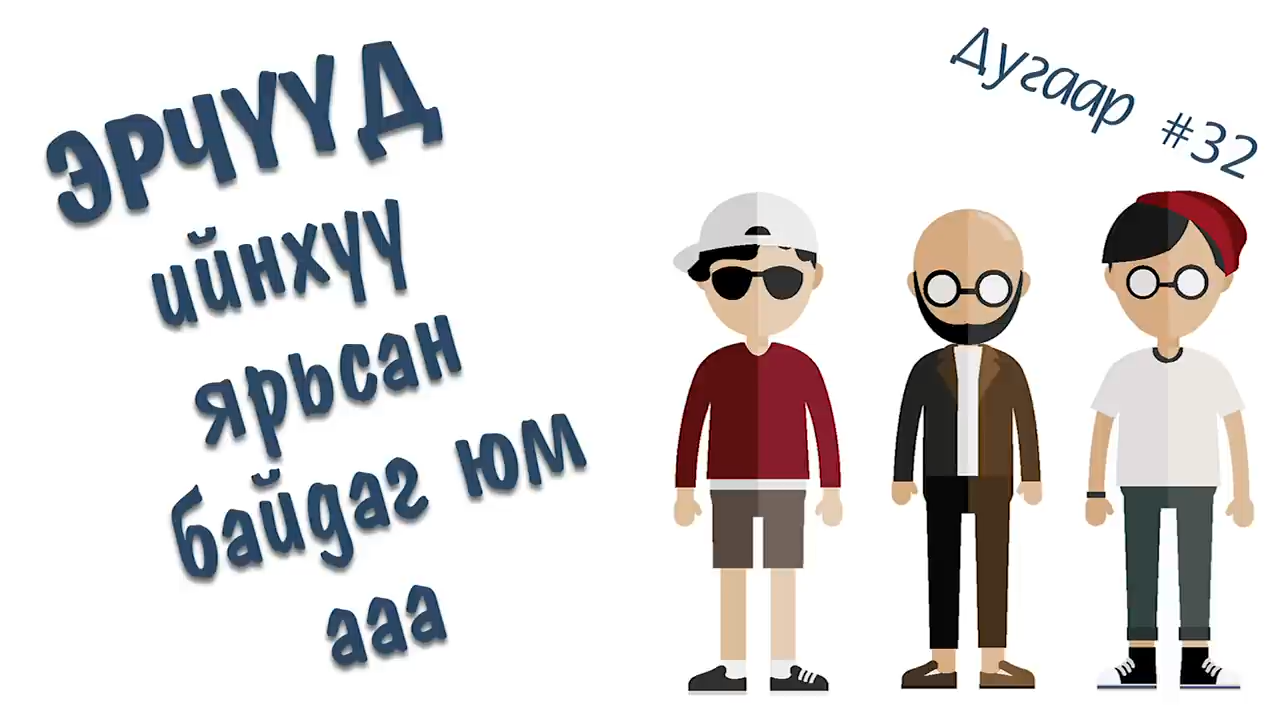 ЭРЧҮҮД
ийнхүү
ярьсан
байдаг юм
ааа
Дугаар #32